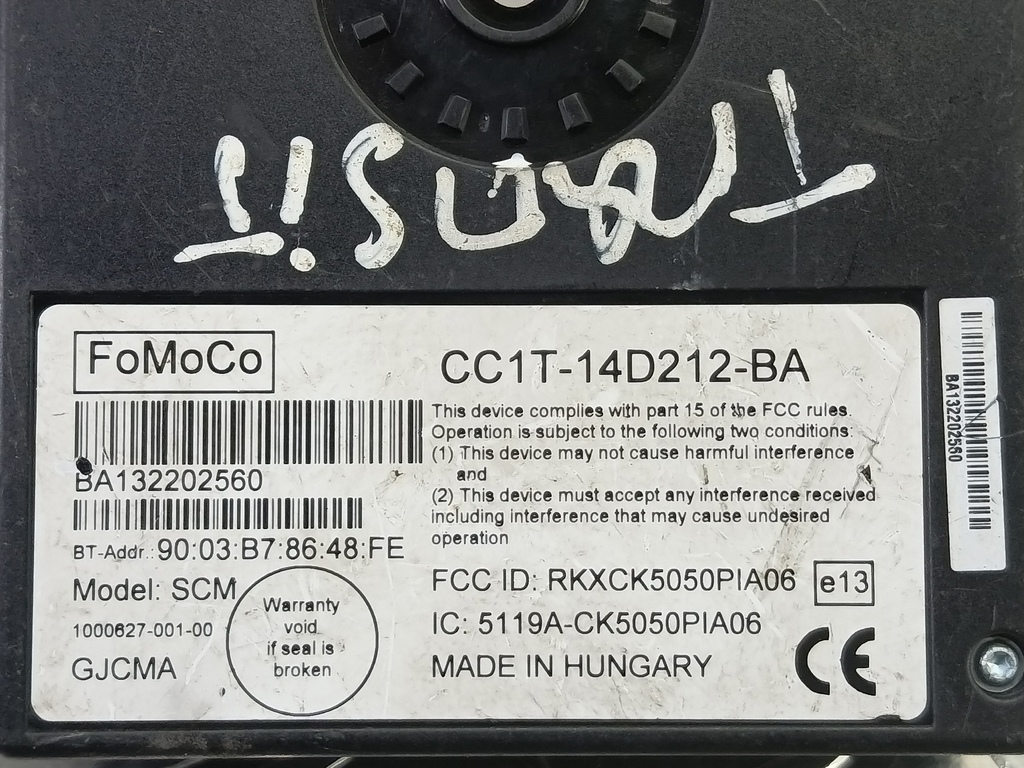 Transit
FoMoCo
CC1T-14D212-BA
BA132202560
BT-Addr.: 90:03:B7:86:48:FE
Model: SCM
1000627-001-00
GJCMA
Warranty
void
if seal is
broken
This device complies with part 15 of the FCC rules.
Operation is subject to the following two conditions:
(1) This device may not cause harmful interference
and
(2) This device must accept any interference received
including interference that may cause undesired
operation
FCC ID: RKXCK5050PIA06
e13
IC: 5119A-CK5050PIA06
MADE IN HUNGARY
CE
BA132202560